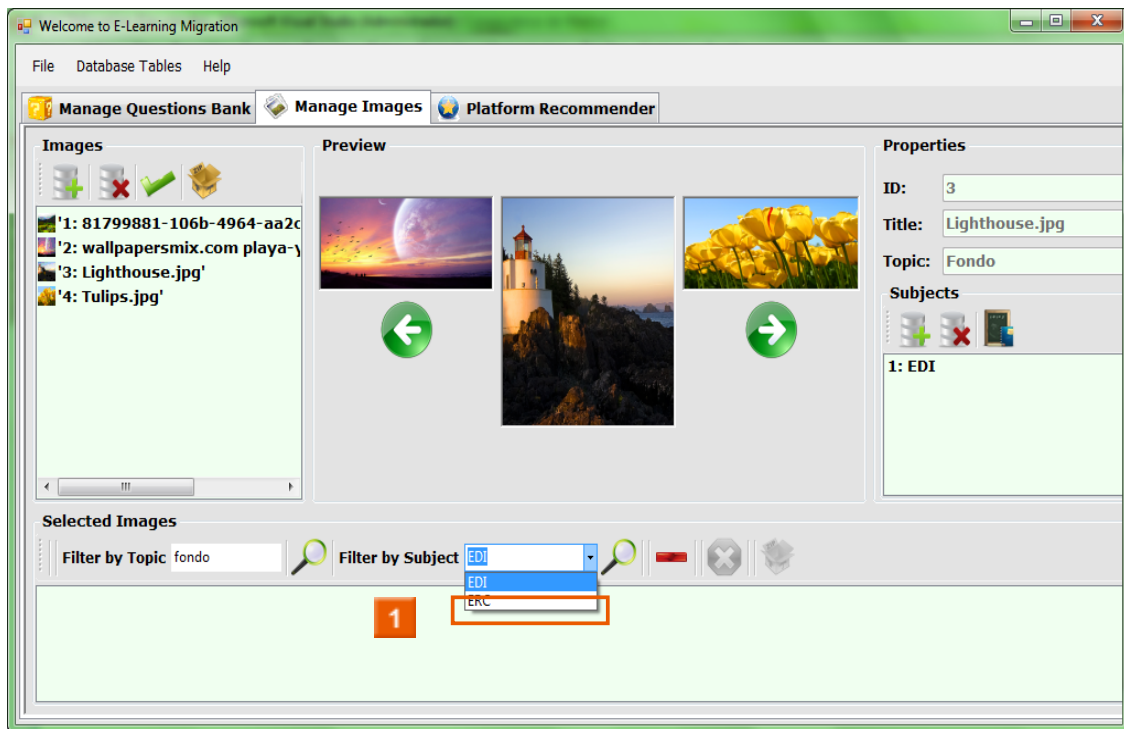 Welcome to E-Learning Migration
File Database Tables Help
Manage Questions Bank Manage Images Platform Recommender
Images
'1: 81799881-106b-4964-aa2c
'2: wallpapersmix.com playa-y
'3: Lighthouse.jpg'
'4: Tulips.jpg'
Preview
Properties
ID: 3
Title: Lighthouse.jpg
Topic: Fondo
Subjects
1: EDI
Selected Images
Filter by Topic fondo Filter by Subject EDI
EDI
ERC
1